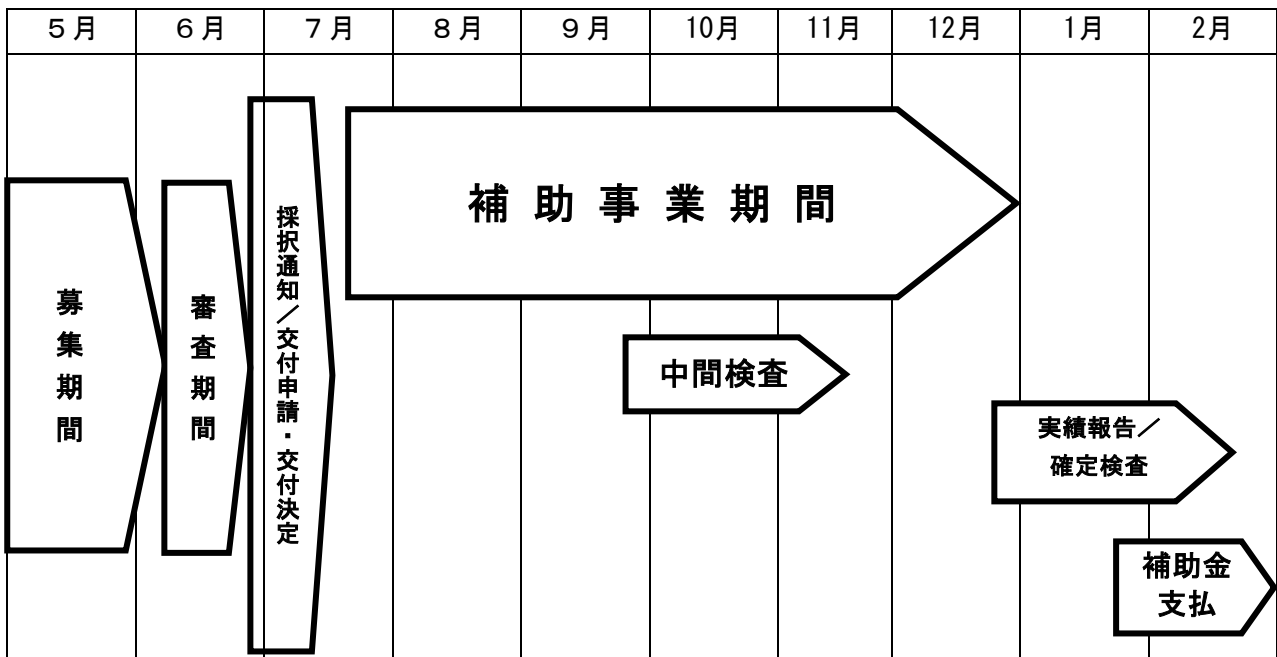 ５月 ６月 ７月 ８月 ９月 10月 11月 12月 1月 2月
補助事業期間
募集期間
審査期間
採択通知／交付申請・交付決定
中間検査
実績報告／
確定検査
補助金
支払